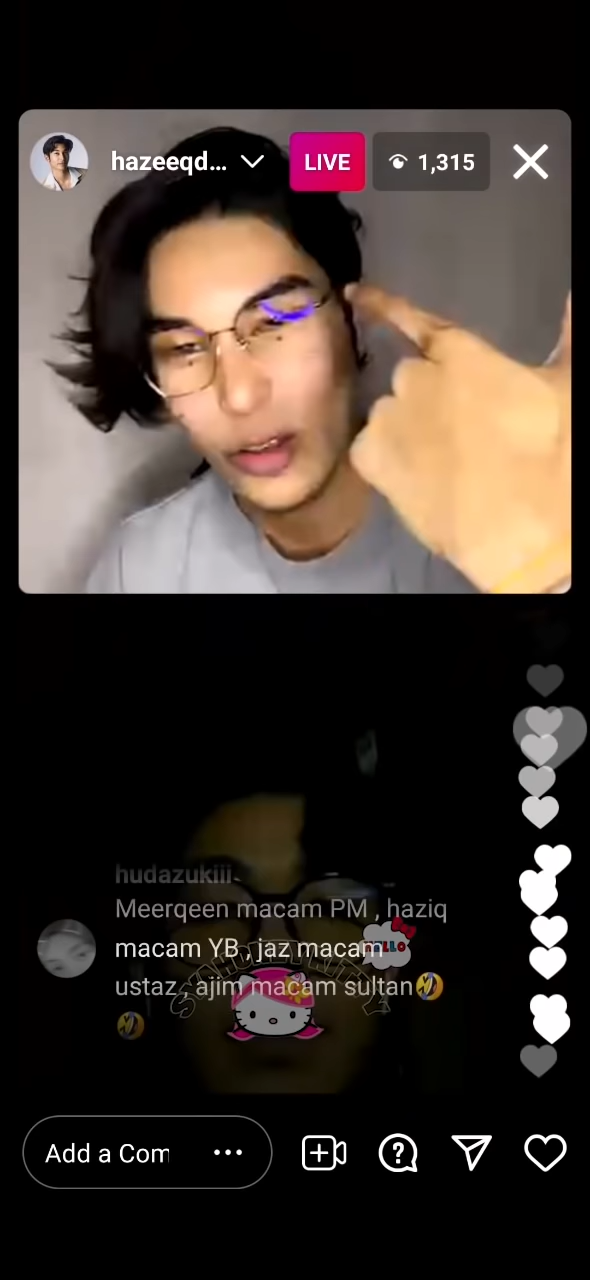 hazeeqd...
LIVE
1,315
hudazukiii
Meerqeen macam PM , haziq
macam YB , jaz macam
HELLO
ustaz , ajim macam sultan🤣
🤣
Add a Com